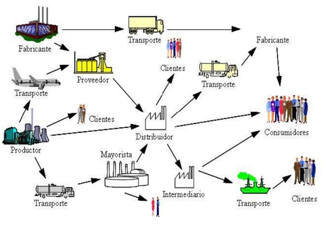 Fabricante
Transporte
Fabricante
Clientes
Proveedor
Transporte
Transporte
Clientes
Consumidores
Distribuidor
Productor
Mayorista
Transporte
Intermediario
Transporte
Clientes